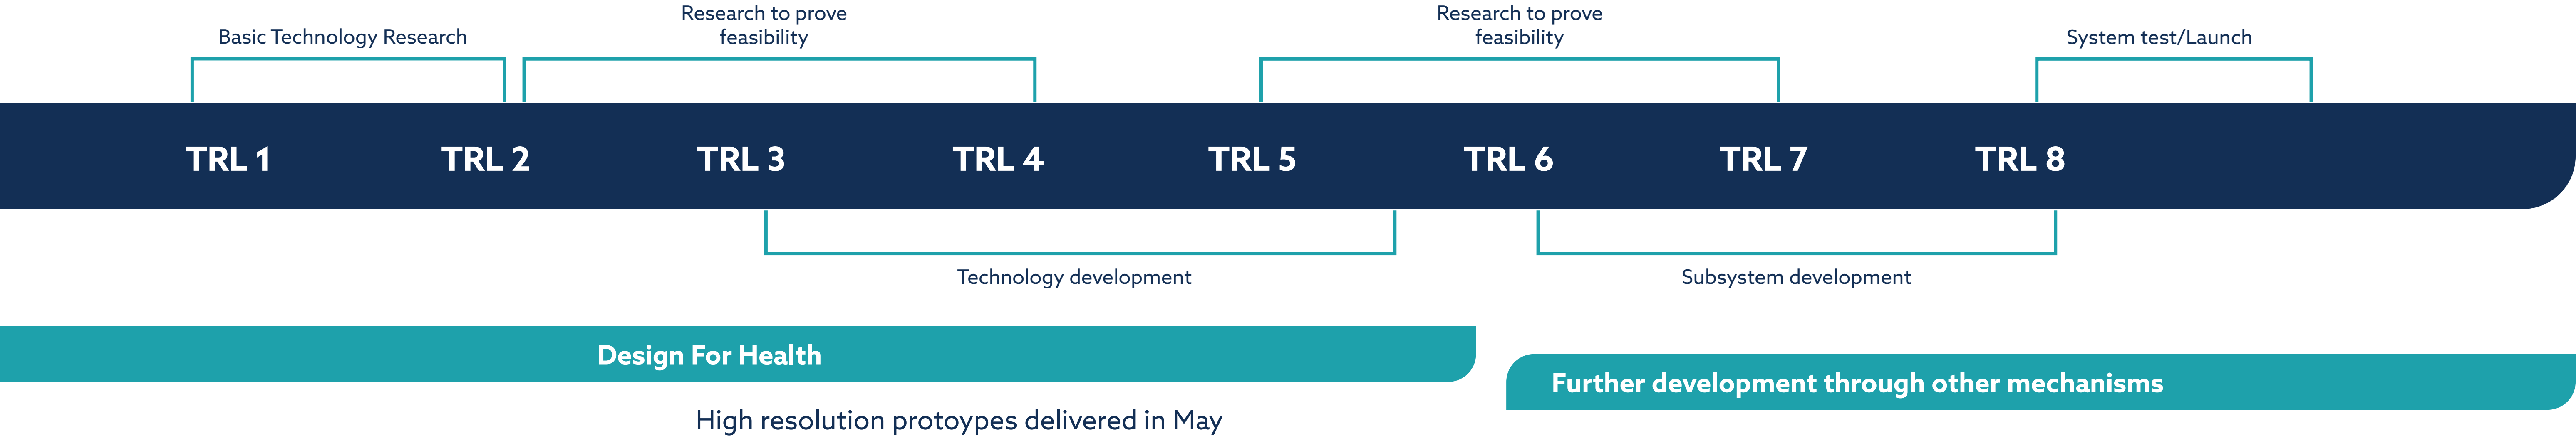 Basic Technology Research
Research to prove
feasibility
Research to prove
feasibility
System test/Launch
TRL 1
TRL 2
TRL 3
TRL 4
TRL 5
TRL 6
TRL 7
TRL 8
Technology development
Subsystem development
Design For Health
Further development through other mechanisms
High resolution protoypes delivered in May